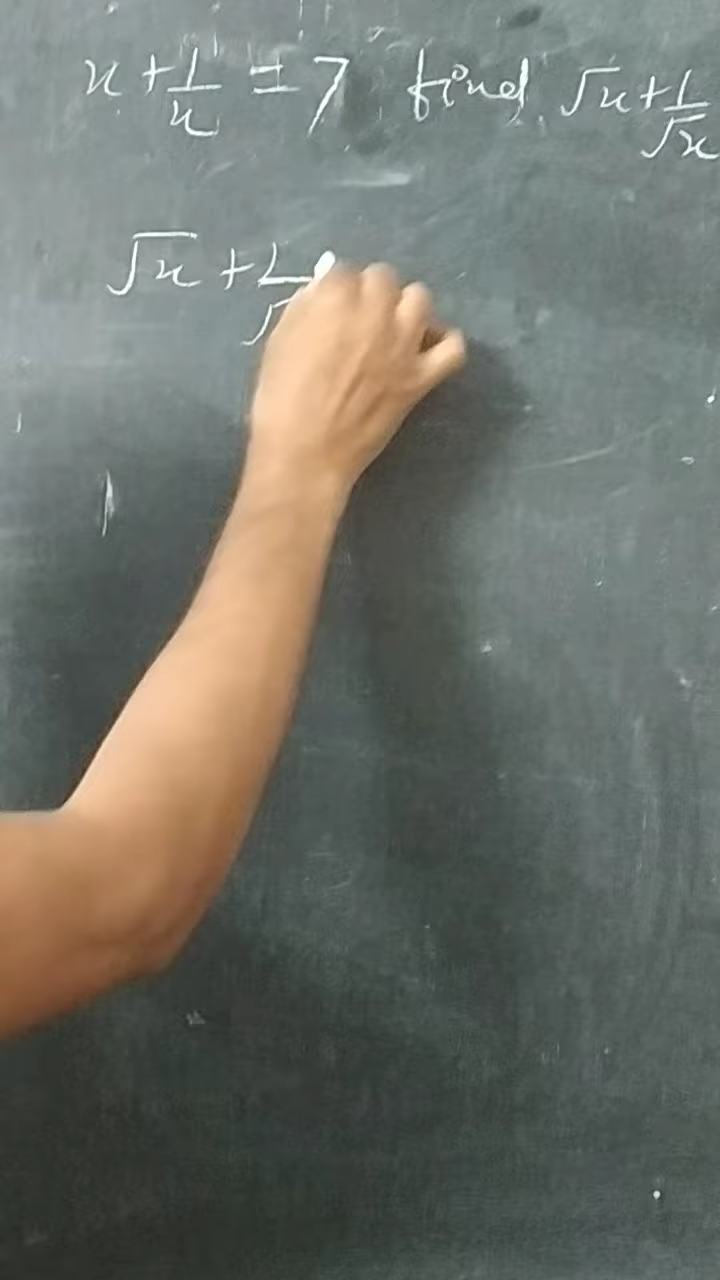 x + 1/x = 7 find √x + 1/√x
√x + 1/√